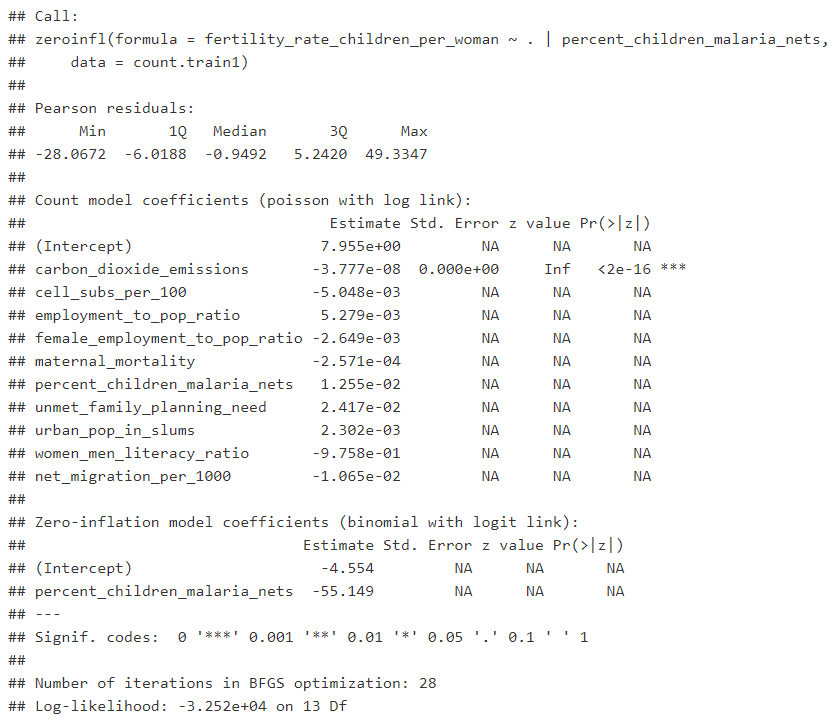 ## Call:
## zeroinfl(formula = fertility_rate_children_per_woman ~ . | percent_children_malaria_nets,
##     data = count.train1)
##
## Pearson residuals:
##      Min       1Q   Median       3Q      Max
## -28.0672  -6.0188  -0.9492   5.2420  49.3347
##
## Count model coefficients (poisson with log link):
##                                 Estimate Std. Error z value Pr(>|z|)
## (Intercept)                    7.955e+00         NA      NA       NA
## carbon_dioxide_emissions      -3.777e-08  0.000e+00     Inf   <2e-16 ***
## cell_subs_per_100             -5.048e-03         NA      NA       NA
## employment_to_pop_ratio        5.279e-03         NA      NA       NA
## female_employment_to_pop_ratio -2.649e-03         NA      NA       NA
## maternal_mortality            -2.571e-04         NA      NA       NA
## percent_children_malaria_nets  1.255e-02         NA      NA       NA
## unmet_family_planning_need     2.417e-02         NA      NA       NA
## urban_pop_in_slums             2.302e-03         NA      NA       NA
## women_men_literacy_ratio      -9.758e-01         NA      NA       NA
## net_migration_per_1000        -1.065e-02         NA      NA       NA
##
## Zero-inflation model coefficients (binomial with logit link):
##                               Estimate Std. Error z value Pr(>|z|)
## (Intercept)                     -4.554         NA      NA       NA
## percent_children_malaria_nets  -55.149         NA      NA       NA
## ---
## Signif. codes:  0 '***' 0.001 '**' 0.01 '*' 0.05 '.' 0.1 ' ' 1
##
## Number of iterations in BFGS optimization: 28
## Log-likelihood: -3.252e+04 on 13 Df